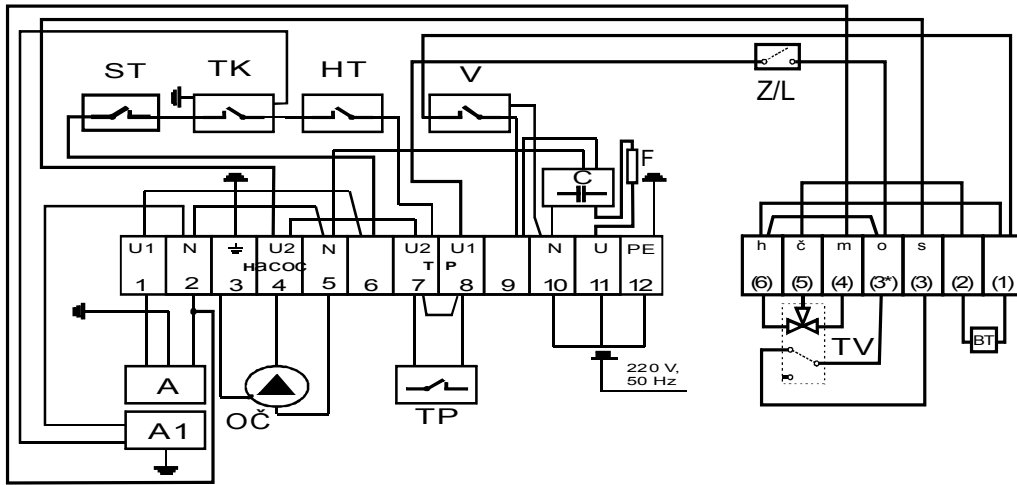 ST TK HT V
Z/L
F
C
U1 N U2 N U2 U1 N U PE
насос Т Р
1 2 3 4 5 6 7 8 9 10 11 12
h č m o s
(6) (5) (4) (3*) (3) (2) (1)
BT
TV
220 V,
50 Hz
A
A1
OČ
TP